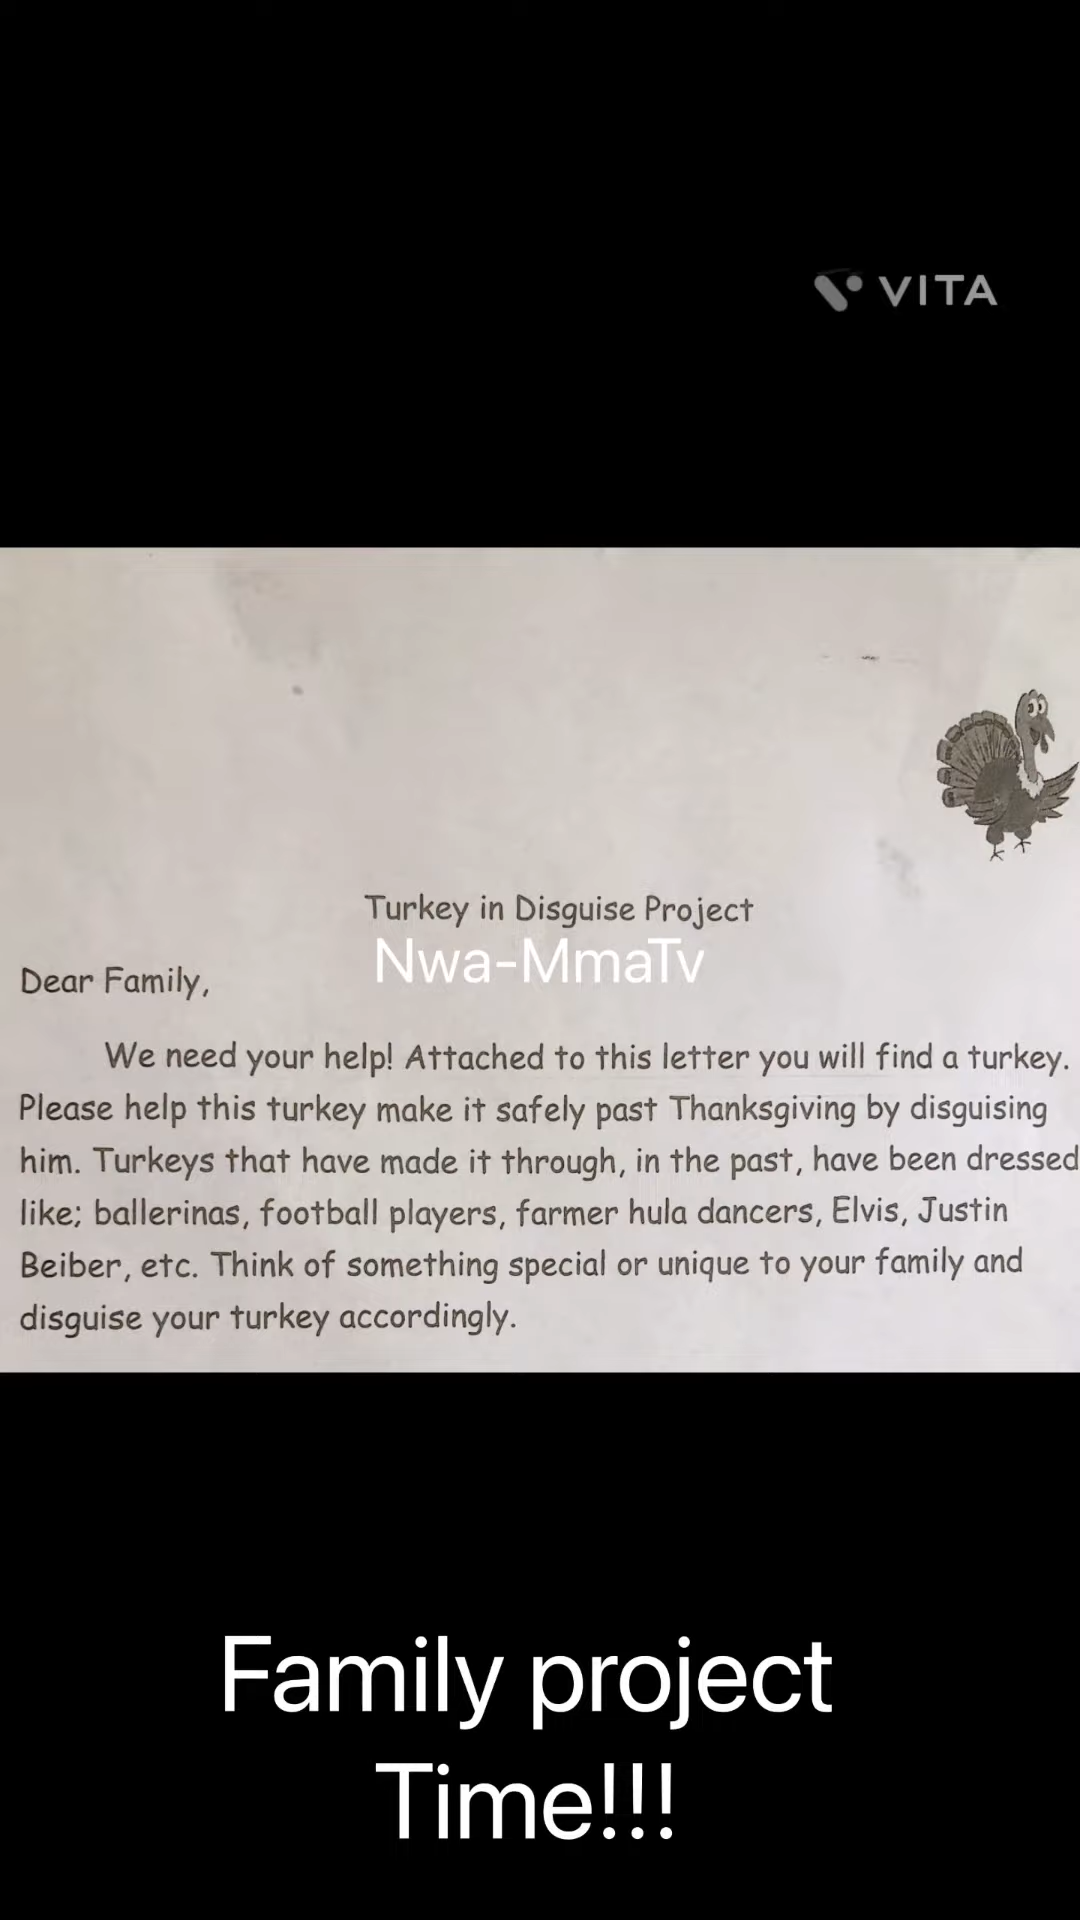 VITA
Turkey in Disguise Project
Nwa-MmaTv
Dear Family,
We need your help! Attached to this letter you will find a turkey.
Please help this turkey make it safely past Thanksgiving by disguising
him. Turkeys that have made it through, in the past, have been dressed
like; ballerinas, football players, farmer hula dancers, Elvis, Justin
Beiber, etc. Think of something special or unique to your family and
disguise your turkey accordingly.
Family project
Time!!!